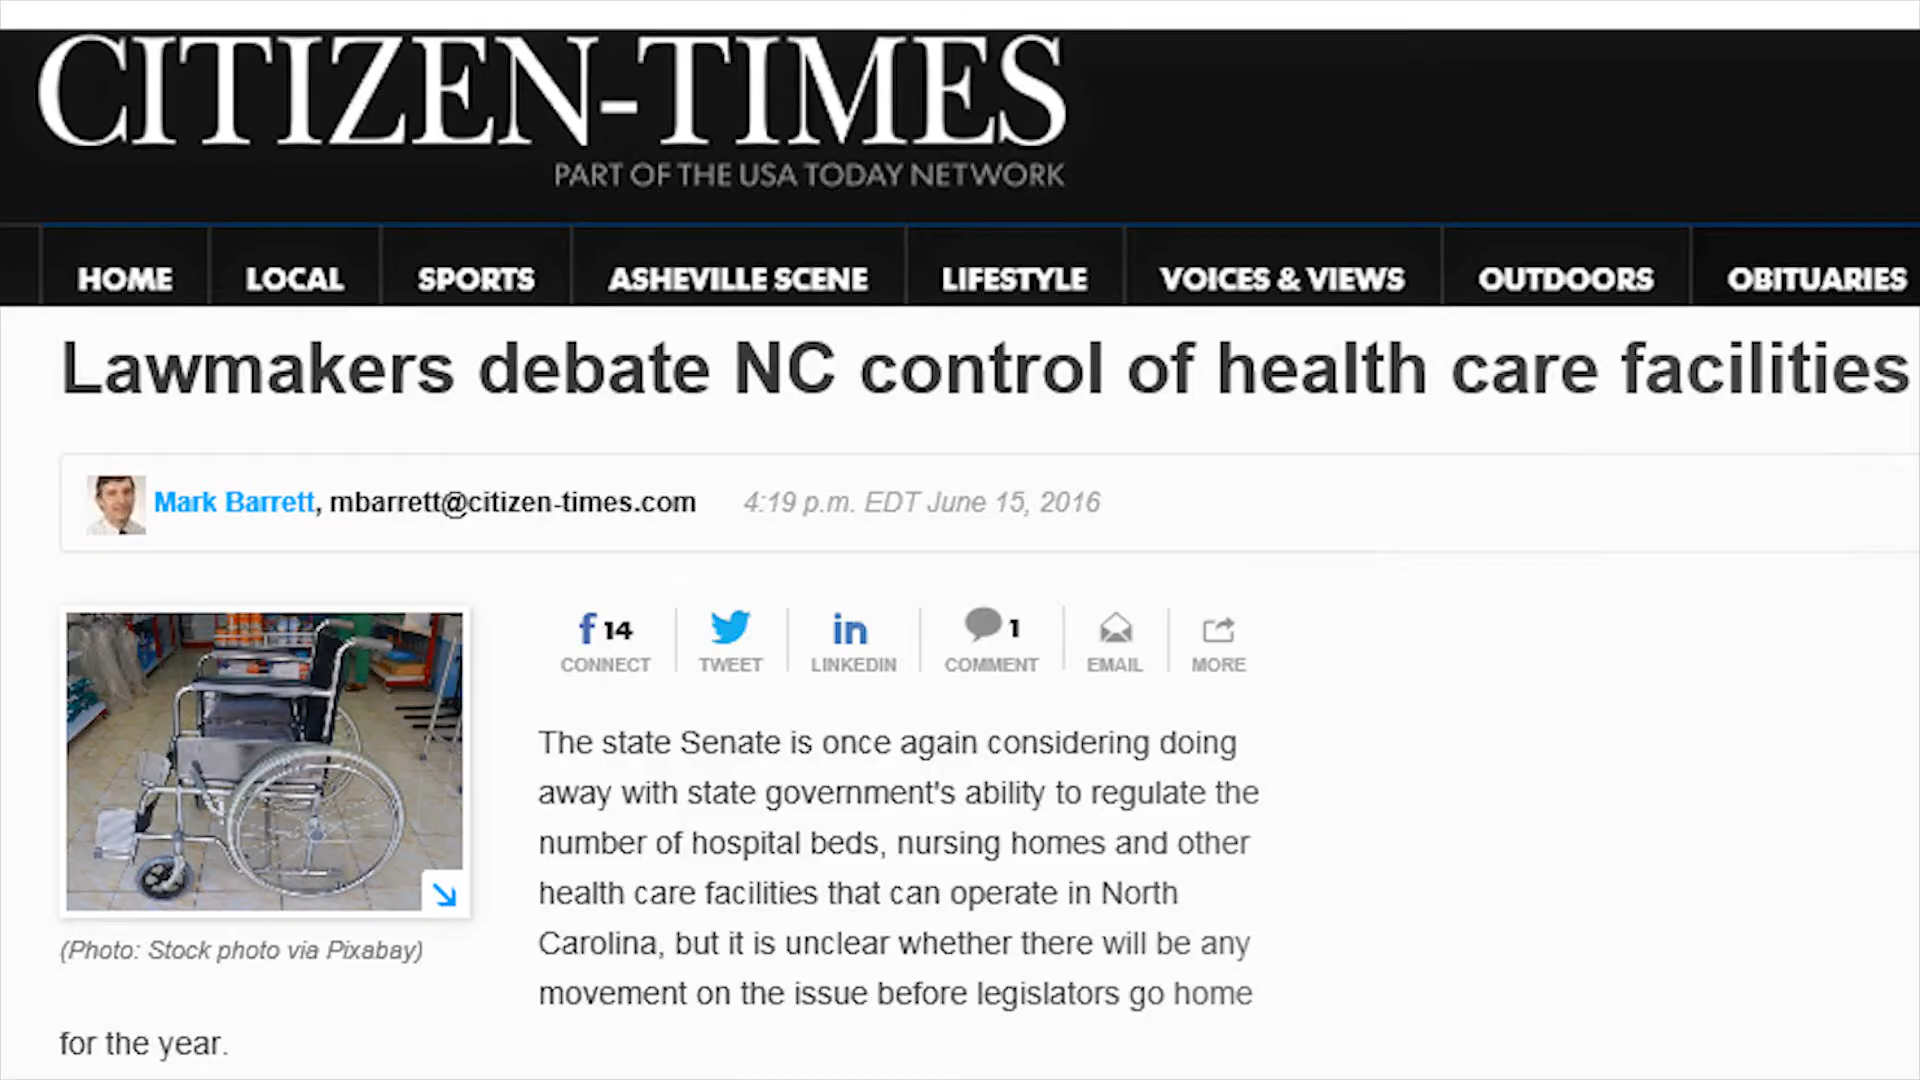 CITIZEN-TIMES
PART OF THE USA TODAY NETWORK
HOME LOCAL SPORTS ASHEVILLE SCENE LIFESTYLE VOICES & VIEWS OUTDOORS OBITUARIES
Lawmakers debate NC control of health care facilities
Mark Barrett, mbarrett@citizen-times.com 4:19 p.m. EDT June 15, 2016
f 14 in 1
CONNECT TWEET LINKEDIN COMMENT EMAIL MORE
The state Senate is once again considering doing
away with state government's ability to regulate the
number of hospital beds, nursing homes and other
health care facilities that can operate in North
Carolina, but it is unclear whether there will be any
movement on the issue before legislators go home
for the year.
(Photo: Stock photo via Pixabay)